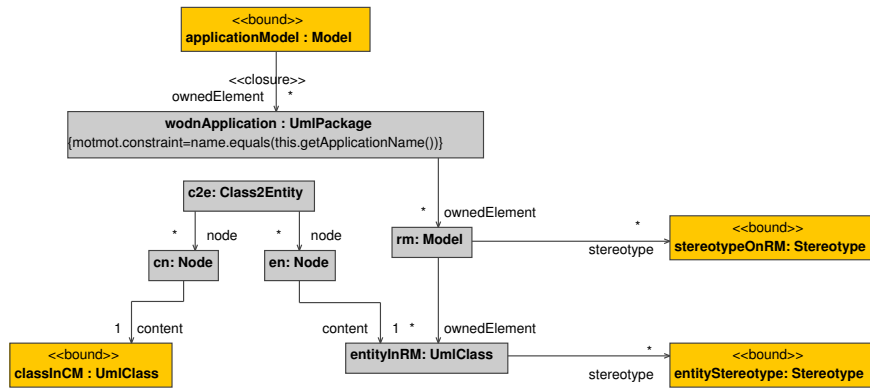 <<bound>>
applicationModel : Model
<<closure>>
ownedElement *
wodnApplication : UmlPackage
{motmot.constraint=name.equals(this.getApplicationName())}
c2e: Class2Entity
* ownedElement
* node
* node
cn: Node
en: Node
rm: Model
*
stereotype
<<bound>>
stereotypeOnRM: Stereotype
1 content
content 1
* ownedElement
<<bound>>
classInCM : UmlClass
entityInRM: UmlClass
*
stereotype
<<bound>>
entityStereotype: Stereotype